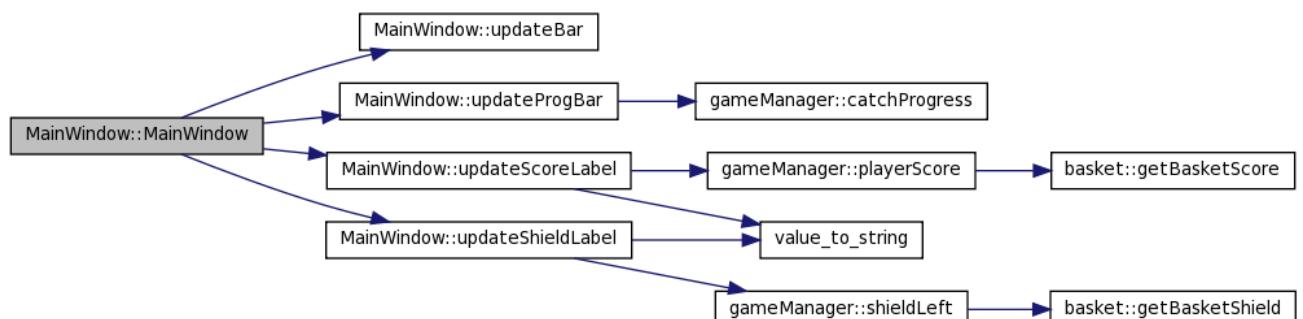 MainWindow::updateBar
MainWindow::updateProgBar
gameManager::catchProgress
MainWindow::MainWindow
MainWindow::updateScoreLabel
gameManager::playerScore
basket::getBasketScore
MainWindow::updateShieldLabel
value_to_string
gameManager::shieldLeft
basket::getBasketShield